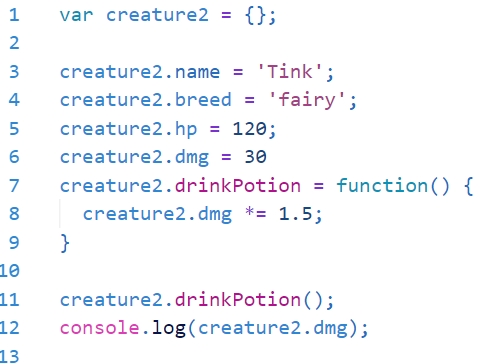 1 var creature2 = {};
2
3 creature2.name = 'Tink';
4 creature2.breed = 'fairy';
5 creature2.hp = 120;
6 creature2.dmg = 30
7 creature2.drinkPotion = function() {
8   creature2.dmg *= 1.5;
9 }
10
11 creature2.drinkPotion();
12 console.log(creature2.dmg);
13